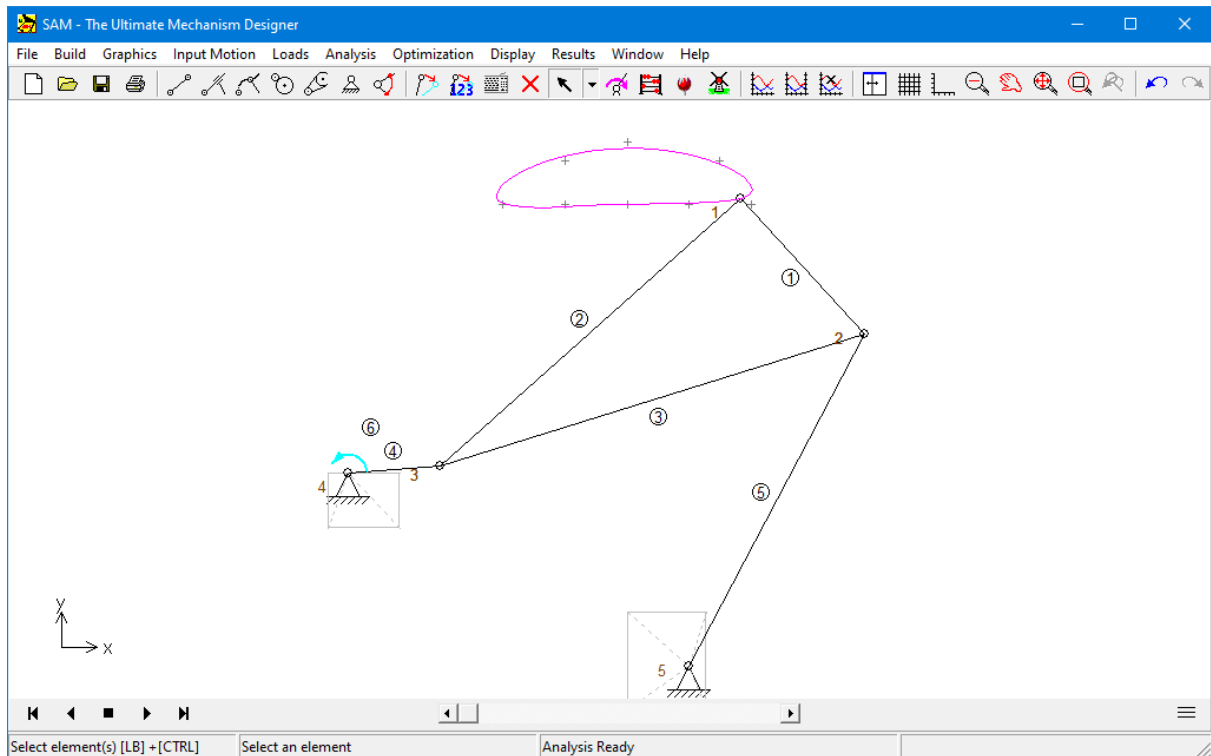 SAM - The Ultimate Mechanism Designer
File Build Graphics Input Motion Loads Analysis Optimization Display Results Window Help
123
1
1
2
2
3
6
4
3
4
5
5
y
x
Select element(s) [LB] +[CTRL] Select an element Analysis Ready